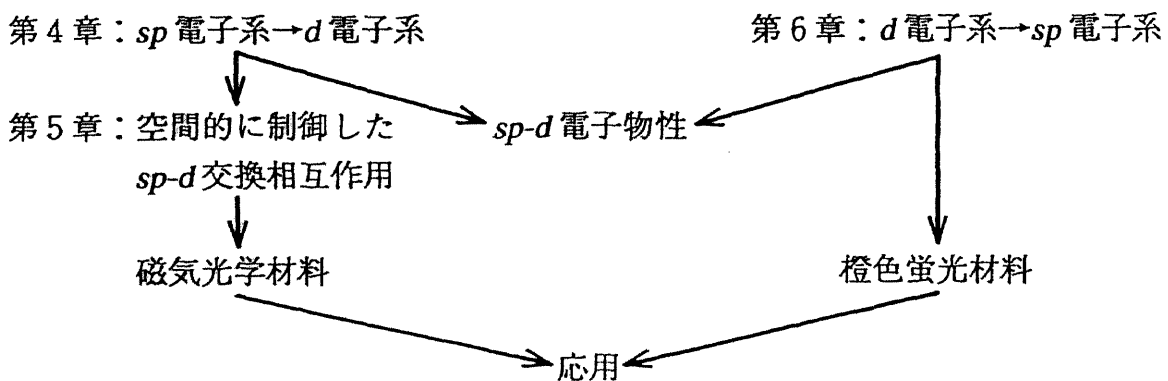 第4章：sp電子系→d電子系
第6章：d電子系→sp電子系
第5章：空間的に制御した
sp-d交換相互作用
sp-d電子物性
磁気光学材料
橙色蛍光材料
応用